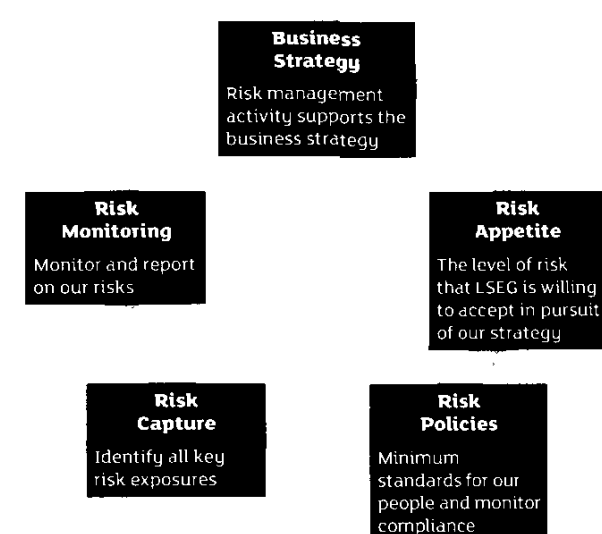 Business
Strategy
Risk management
activity supports the
business strategy
Risk
Monitoring
Monitor and report
on our risks
Risk
Appetite
The level of risk
that LSEG is willing
to accept in pursuit
of our strategy
Risk
Capture
Identify all key
risk exposures
Risk
Policies
Minimum
standards for our
people and monitor
compliance